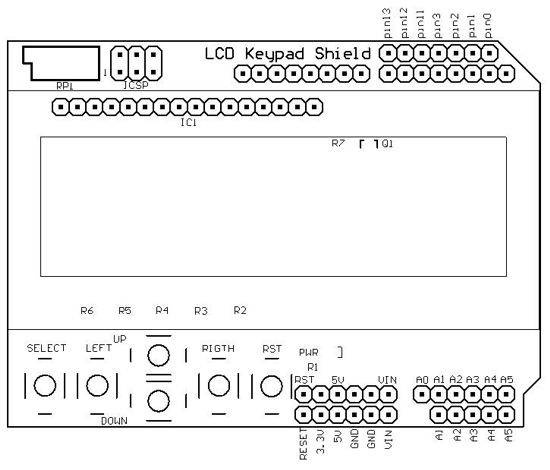 pin13 pin12 pin11 pin3 pin2 pin1 pin0
LCD Keypad Shield
RP1 1 ICSP
IC1
R7 Q1
R6 R5 R4 R3 R2
UP
SELECT LEFT RIGTH RST PWR
R1
RST 5V VIN A0 A1 A2 A3 A4 A5
DOWN
RESET 3.3V 5V GND GND VIN A1 A2 A3 A4 A5